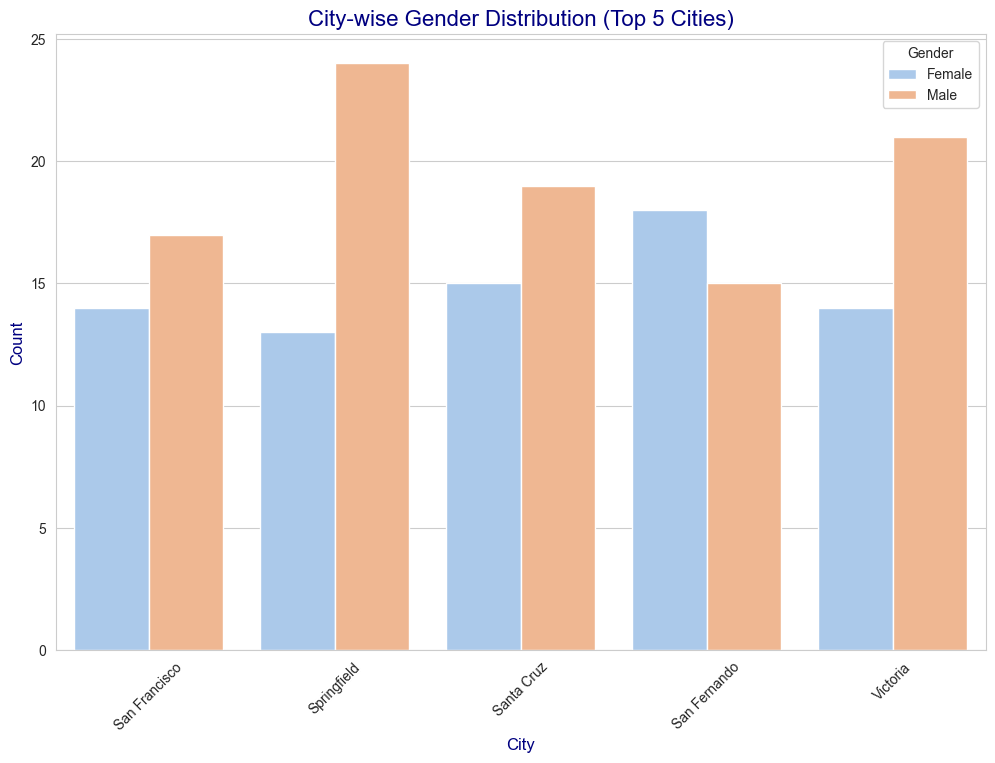 City-wise Gender Distribution (Top 5 Cities)
25
20
15
10
5
0
Count
Gender
Female
Male
San Francisco
Springfield
Santa Cruz
San Fernando
Victoria
City